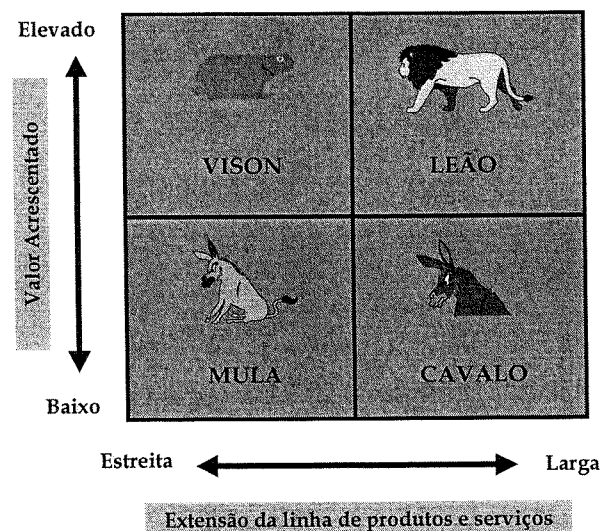 Elevado
Valor Acrescentado
VISON
LEÃO
MULA
CAVALO
Baixo
Estreita
Larga
Extensão da linha de produtos e serviços